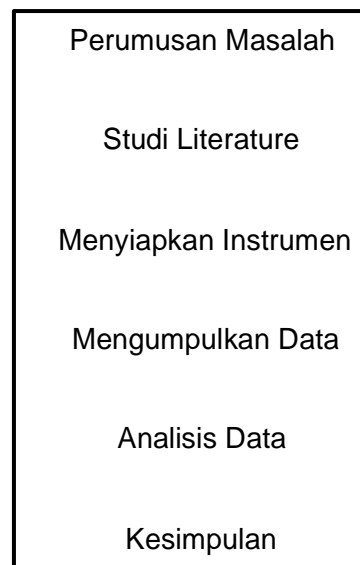 Perumusan Masalah
Studi Literature
Menyiapkan Instrumen
Mengumpulkan Data
Analisis Data
Kesimpulan